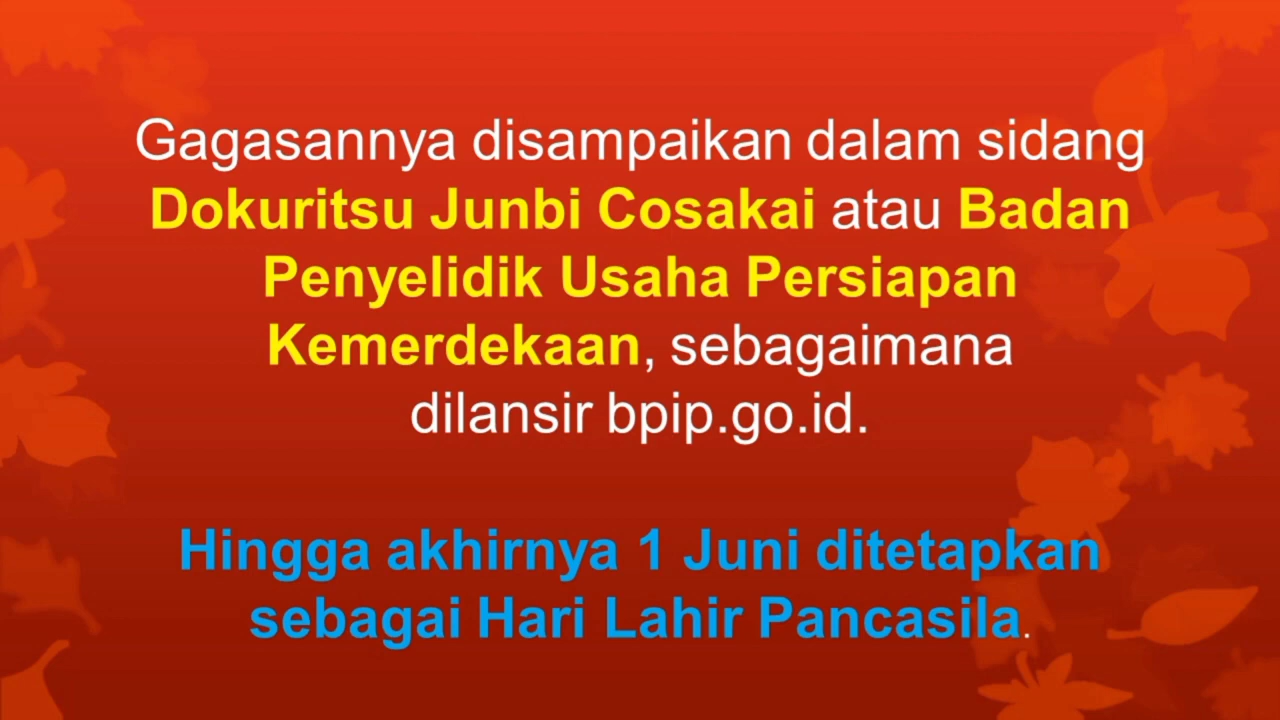 Gagasannya disampaikan dalam sidang
Dokuritsu Junbi Cosakai atau Badan
Penyelidik Usaha Persiapan
Kemerdekaan, sebagaimana
dilansir bpip.go.id.
Hingga akhirnya 1 Juni ditetapkan
sebagai Hari Lahir Pancasila.